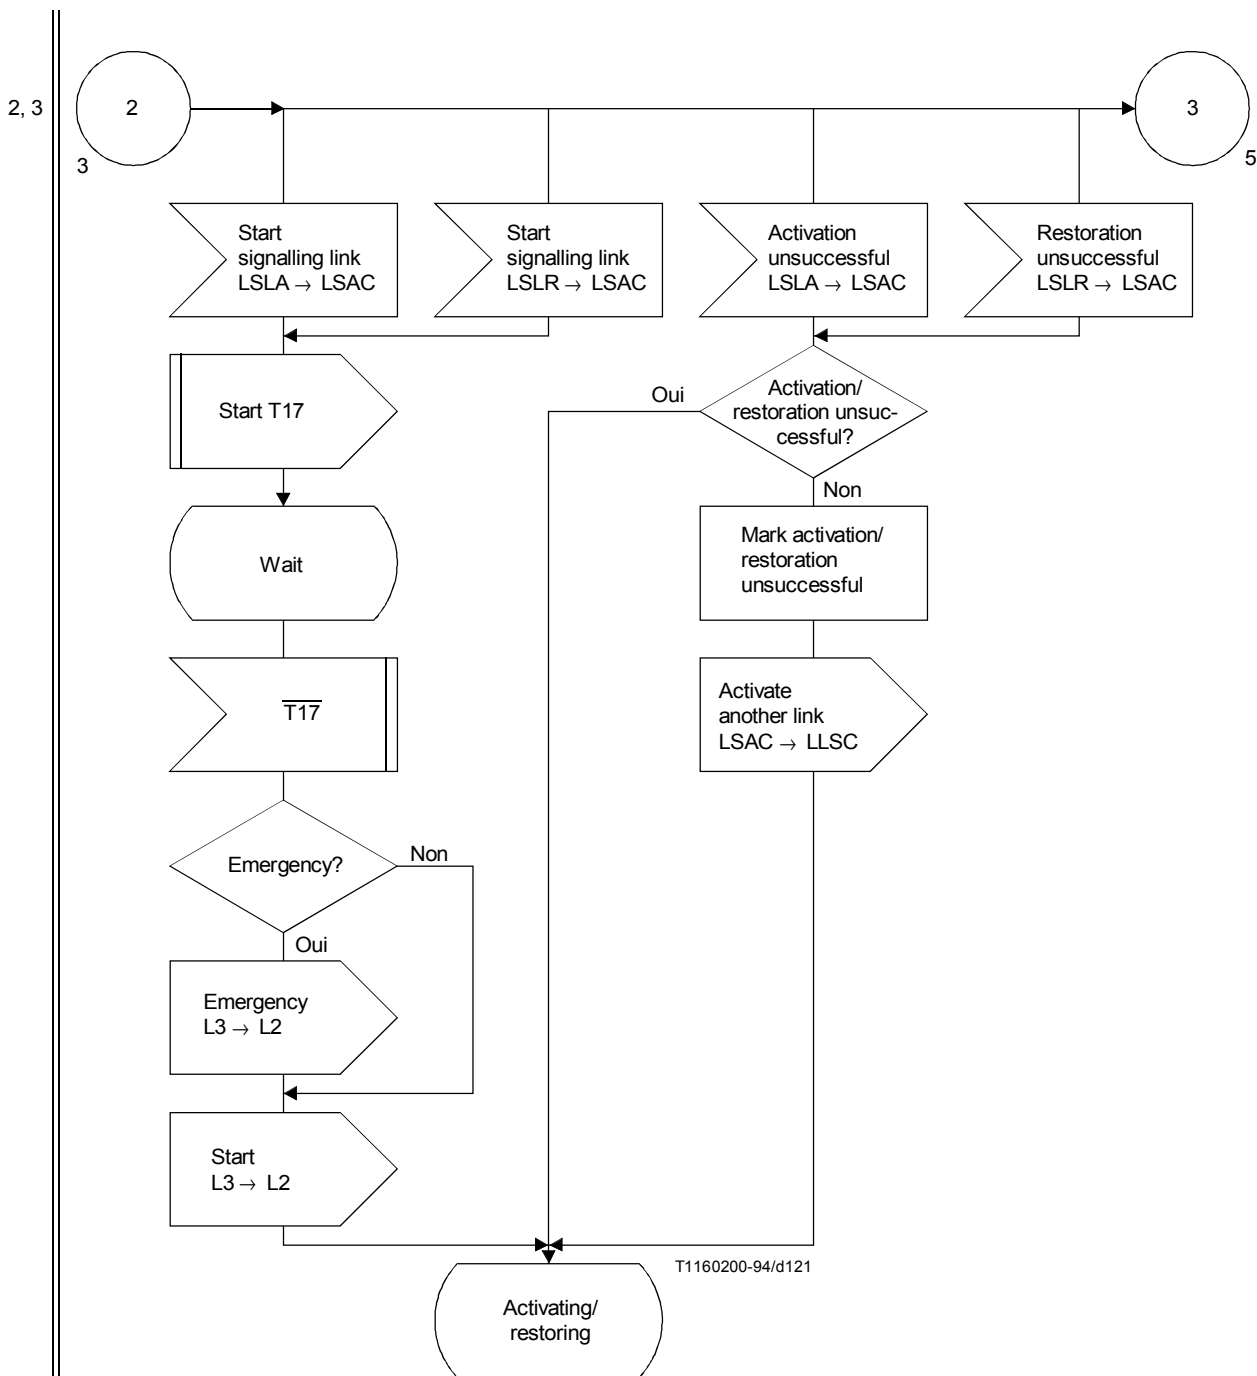 2, 3
2
3
3
5
Start
signalling link
LSLA → LSAC
Start
signalling link
LSLR → LSAC
Activation
unsuccessful
LSLA → LSAC
Restoration
unsuccessful
LSLR → LSAC
Start T17
Oui
Activation/
restoration unsuc-
cessful?
Non
Wait
Mark activation/
restoration
unsuccessful
T17
Activate
another link
LSAC → LLSC
Emergency?
Non
Oui
Emergency
L3 → L2
Start
L3 → L2
T1160200-94/d121
Activating/
restoring